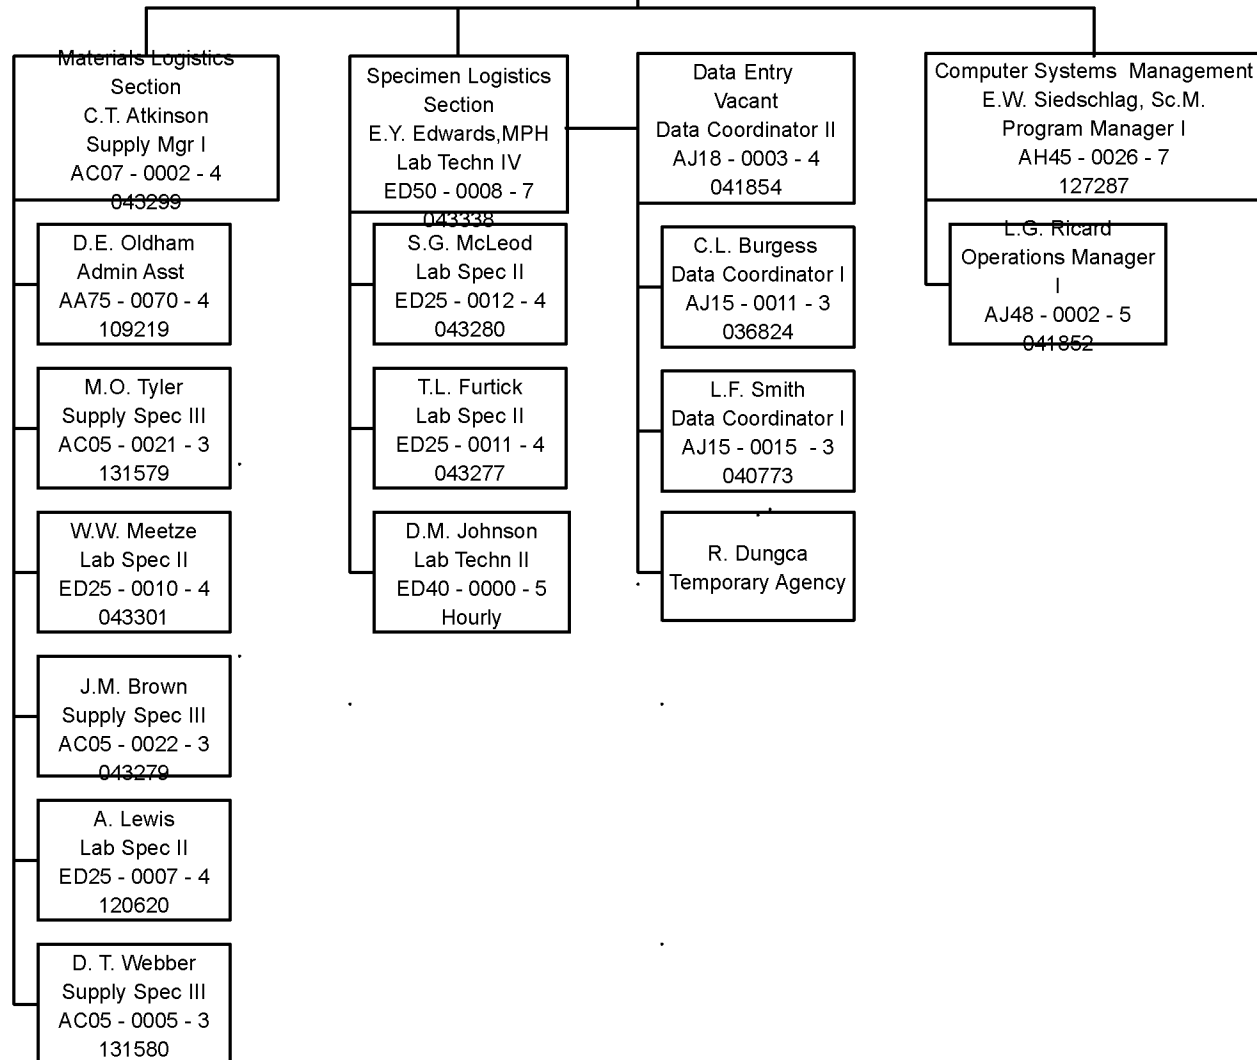 Materials Logistics
Section
C.T. Atkinson
Supply Mgr I
AC07 - 0002 - 4
043299
D.E. Oldham
Admin Asst
AA75 - 0070 - 4
109219
M.O. Tyler
Supply Spec III
AC05 - 0021 - 3
131579
W.W. Meetze
Lab Spec II
ED25 - 0010 - 4
043301
J.M. Brown
Supply Spec III
AC05 - 0022 - 3
043279
A. Lewis
Lab Spec II
ED25 - 0007 - 4
120620
D. T. Webber
Supply Spec III
AC05 - 0005 - 3
131580
Specimen Logistics
Section
E.Y. Edwards,MPH
Lab Techn IV
ED50 - 0008 - 7
043338
S.G. McLeod
Lab Spec II
ED25 - 0012 - 4
043280
T.L. Furtick
Lab Spec II
ED25 - 0011 - 4
043277
D.M. Johnson
Lab Techn II
ED40 - 0000 - 5
Hourly
Data Entry
Vacant
Data Coordinator II
AJ18 - 0003 - 4
041854
C.L. Burgess
Data Coordinator I
AJ15 - 0011 - 3
036824
L.F. Smith
Data Coordinator I
AJ15 - 0015  - 3
040773
R. Dungca
Temporary Agency
Computer Systems  Management
E.W. Siedschlag, Sc.M.
Program Manager I
AH45 - 0026 - 7
127287
L.G. Ricard
Operations Manager
I
AJ48 - 0002 - 5
041852